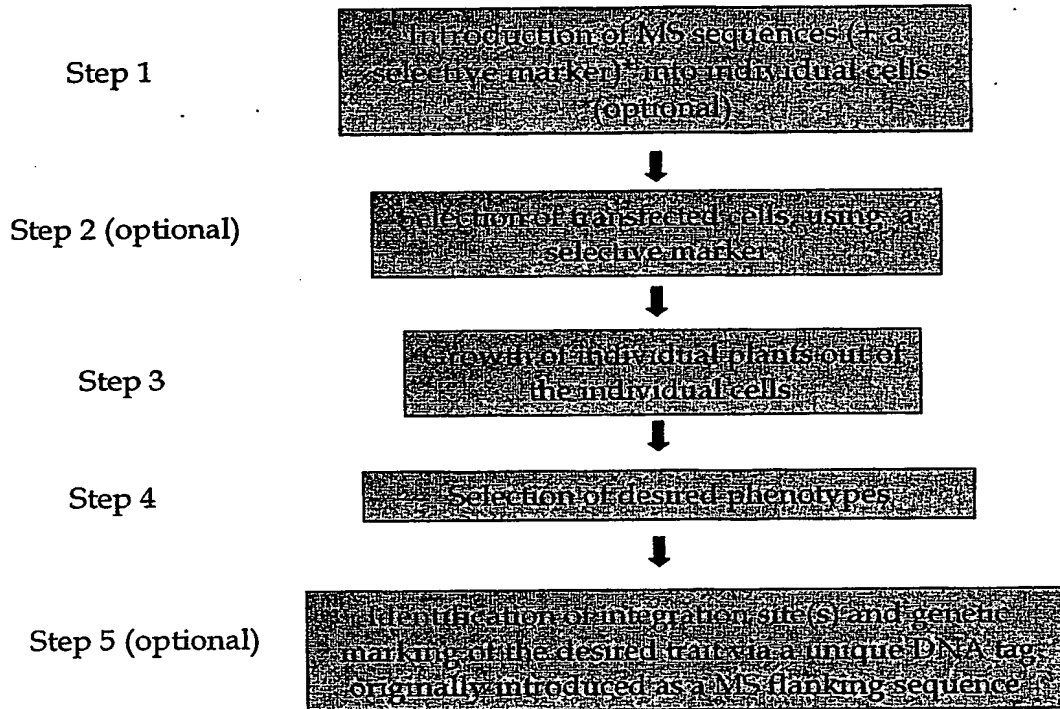 Step 1
Introduction of MS sequences (+ a
selective marker)* into individual cells
*(optional)
Step 2 (optional)
Selection of transfected cells, using a
selective marker
Step 3
Growth of individual plants out of
the individual cells
Step 4
Selection of desired phenotypes
Step 5 (optional)
Identification of integration site(s) and genetic
marking of the desired trait via a unique DNA tag
originally introduced as a MS flanking sequence